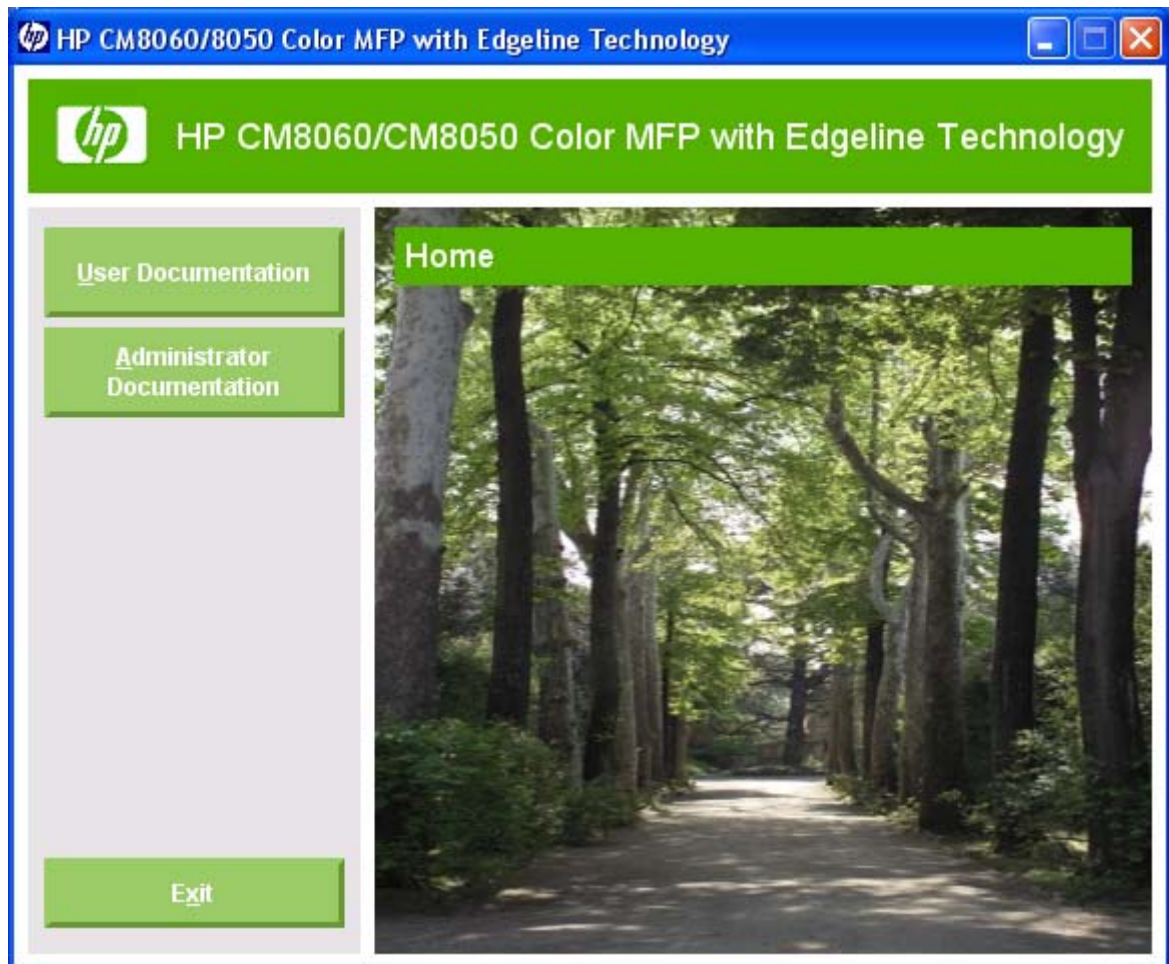 HP CM8060/8050 Color MFP with Edgeline Technology
hp HP CM8060/CM8050 Color MFP with Edgeline Technology
User Documentation
Administrator
Documentation
Exit
Home